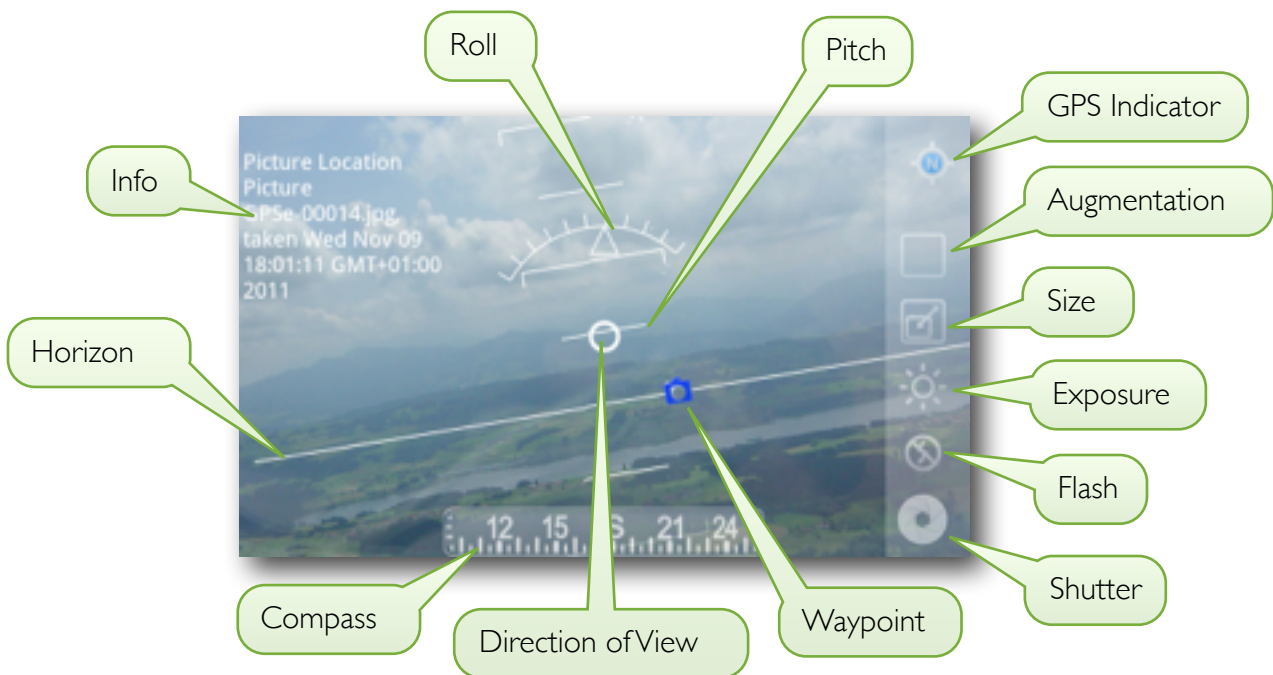 Roll
Pitch
GPS Indicator
Info
Picture Location
Picture
GPSe-00014.jpg,
taken Wed Nov 09
18:01:11 GMT+01:00
2011
N
Augmentation
Size
Horizon
Exposure
Flash
12 15 S 21 24
Shutter
Compass
Direction of View
Waypoint